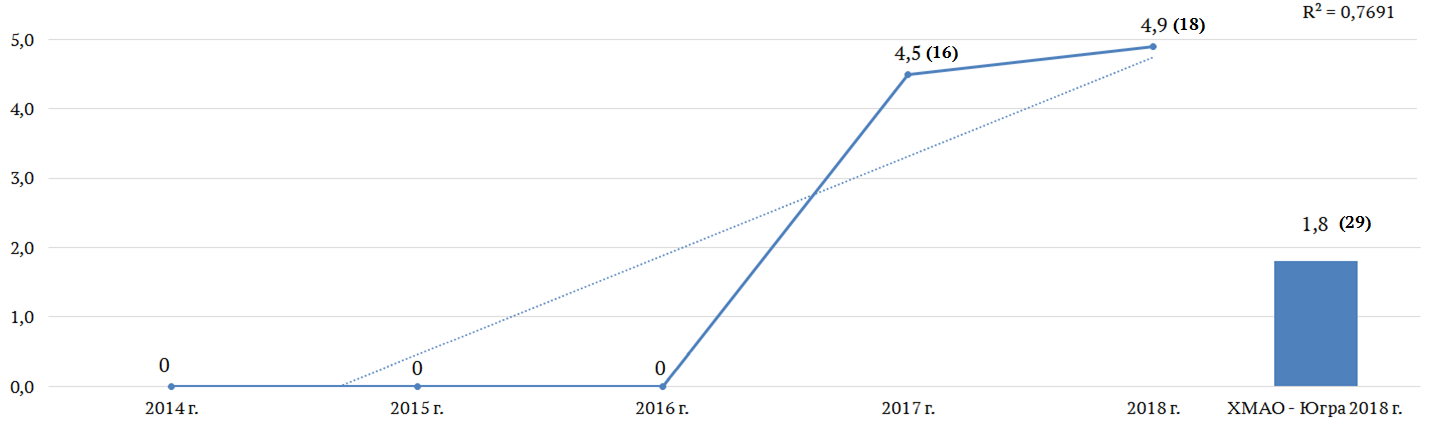 R² = 0,7691
5,0
4,0
3,0
2,0
1,0
0,0
0
0
0
4,5 (16)
4,9 (18)
1,8 (29)
2014 г.
2015 г.
2016 г.
2017 г.
2018 г.
ХМАО - Югра 2018 г.